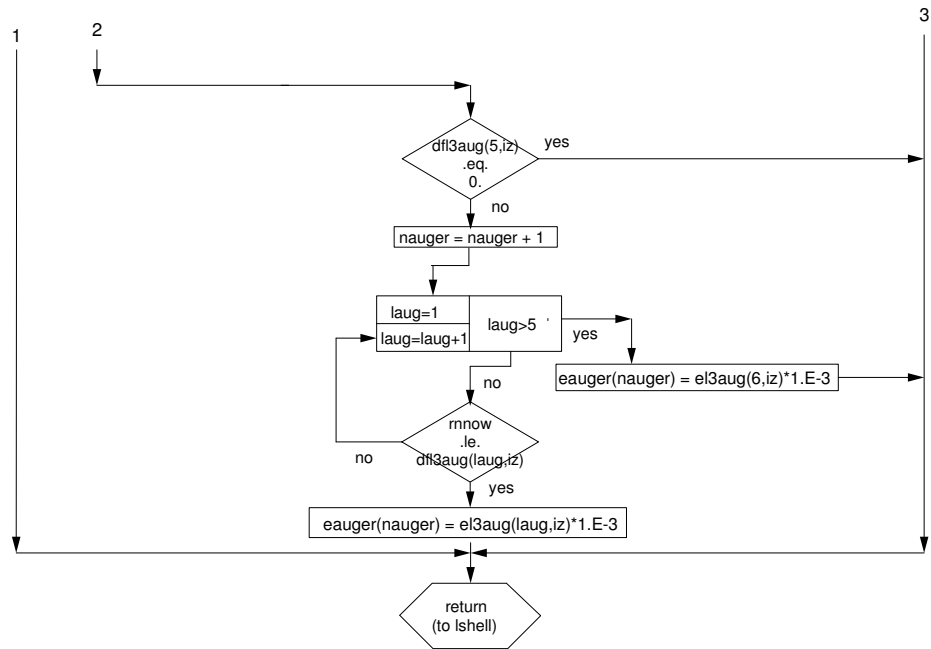 1
2
3
dfl3aug(5,iz)
.eq.
0.
yes
no
nauger = nauger + 1
laug=1
laug=laug+1
laug>5
yes
no
eauger(nauger) = el3aug(6,iz)*1.E-3
rnnow
.le.
dfl3aug(laug,iz)
no
yes
eauger(nauger) = el3aug(laug,iz)*1.E-3
return
(to lshell)